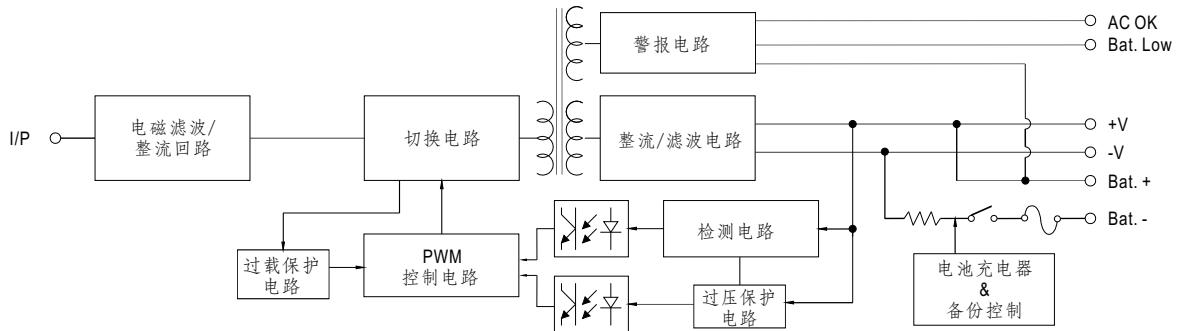 AC OK
警报电路
Bat. Low
I/P
电磁滤波/
整流回路
切换电路
整流/滤波电路
+V
-V
Bat. +
Bat. -
过载保护
电路
PWM
控制电路
检测电路
过压保护
电路
电池充电器
&
备份控制